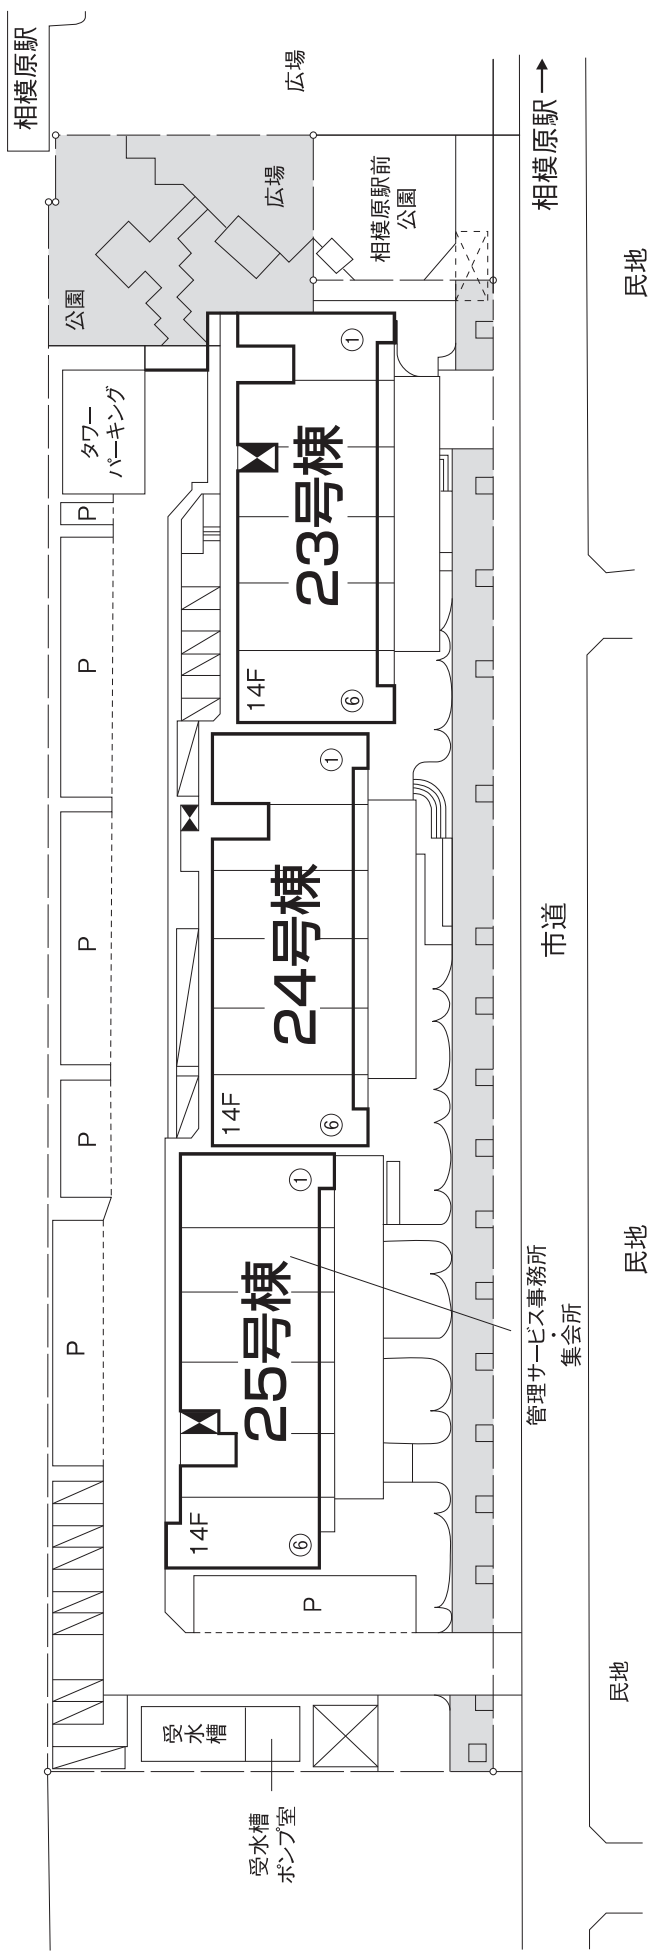 相模原駅
広場
広場
公園
相模原駅前
公園
相模原駅→
民地
タワー
パーキング
P
P
P
P
P
P
①
23号棟
14F
⑥
①
24号棟
14F
⑥
①
25号棟
14F
⑥
市道
民地
管理サービス事務所
・
集会所
民地
受
水
槽
受水槽
ポンプ室